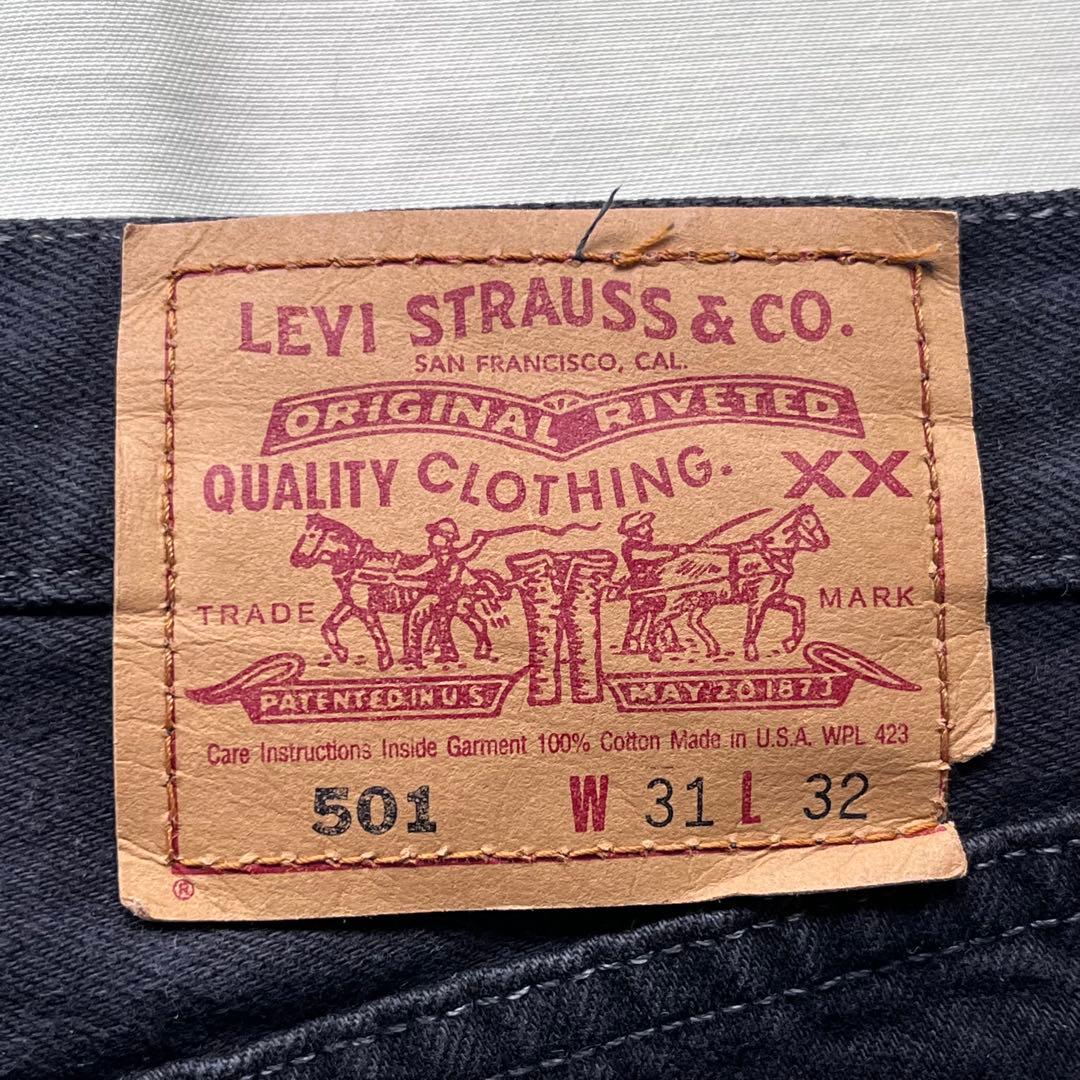 LEVI STRAUSS & CO.
SAN FRANCISCO, CAL.
ORIGINAL RIVETED
QUALITY CLOTHING. XX
TRADE MARK
PATENTED IN U.S MAY 20 1873
Care Instructions Inside Garment 100% Cotton Made in U.S.A. WPL 423
501 W 31 L 32
®